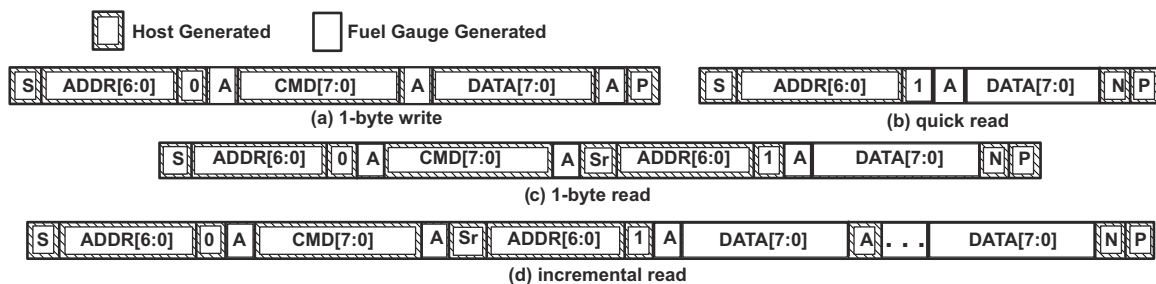 Host Generated Fuel Gauge Generated
S ADDR[6:0] 0 A CMD[7:0] A DATA[7:0] A P S ADDR[6:0] 1 A DATA[7:0] N P
(a) 1-byte write (b) quick read
S ADDR[6:0] 0 A CMD[7:0] A Sr ADDR[6:0] 1 A DATA[7:0] N P
(c) 1-byte read
S ADDR[6:0] 0 A CMD[7:0] A Sr ADDR[6:0] 1 A DATA[7:0] A . . . DATA[7:0] N P
(d) incremental read